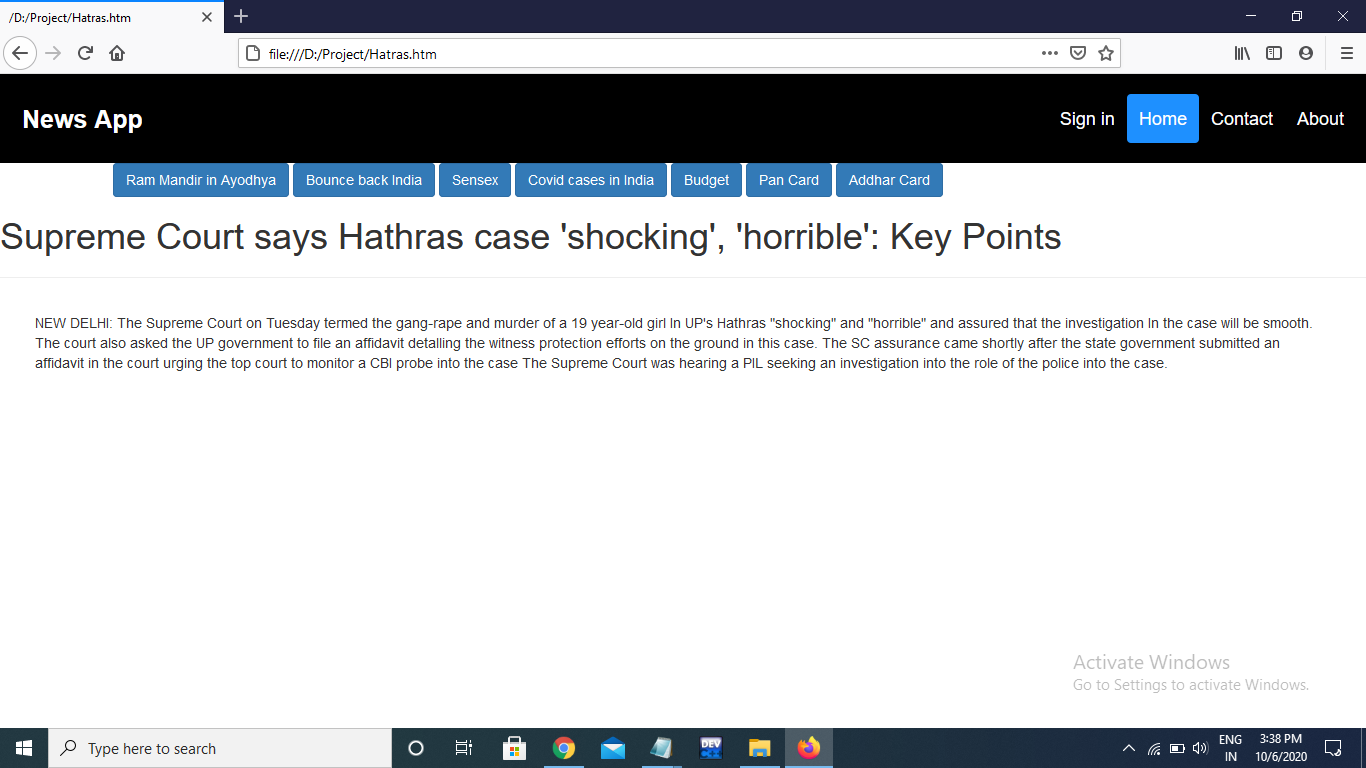 /D:/Project/Hatras.htm
file:///D:/Project/Hatras.htm
News App
Sign in Home Contact About
Ram Mandir in Ayodhya Bounce back India Sensex Covid cases in India Budget Pan Card Addhar Card
Supreme Court says Hathras case 'shocking', 'horrible': Key Points
NEW DELHI: The Supreme Court on Tuesday termed the gang-rape and murder of a 19 year-old girl in UP's Hathras "shocking" and "horrible" and assured that the investigation in the case will be smooth.
The court also asked the UP government to file an affidavit detailing the witness protection efforts on the ground in this case. The SC assurance came shortly after the state government submitted an
affidavit in the court urging the top court to monitor a CBI probe into the case The Supreme Court was hearing a PIL seeking an investigation into the role of the police into the case.
Activate Windows
Go to Settings to activate Windows.
Type here to search
DEV
C++
ENG
IN
3:38 PM
10/6/2020